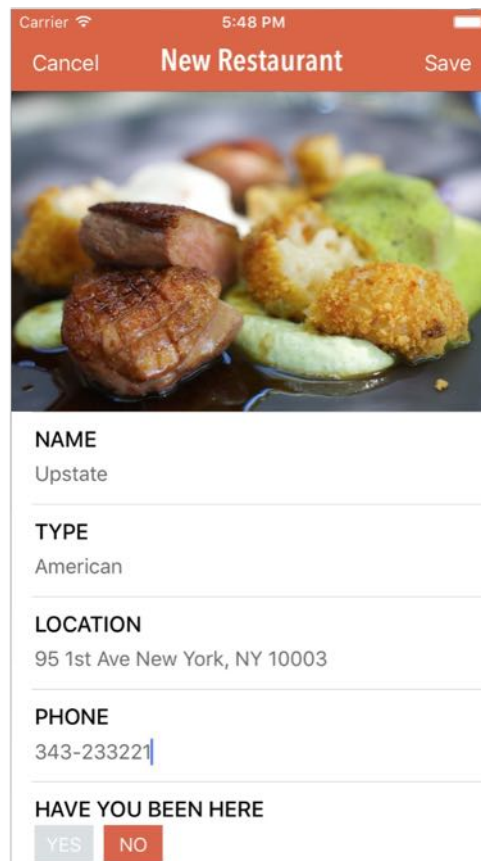 Carrier 5:48 PM
Cancel New Restaurant Save
NAME
Upstate
TYPE
American
LOCATION
95 1st Ave New York, NY 10003
PHONE
343-233221
HAVE YOU BEEN HERE
YES NO